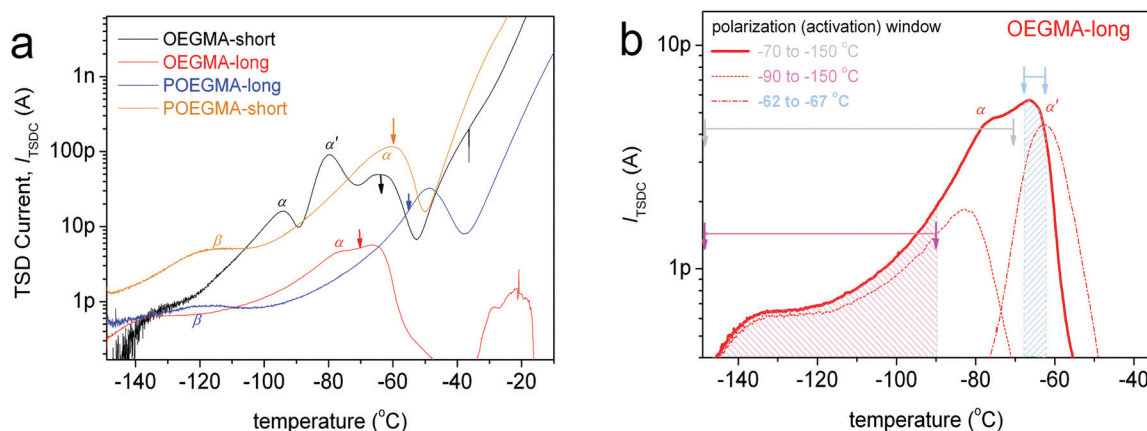 a
OEGMA-short
OEGMA-long
POEGMA-long
POEGMA-short
TSD Current, I_TSDC (A)
1n
100p
10p
1p
α
α'
α
α
β
β
-140 -120 -100 -80 -60 -40 -20
temperature (°C)
b
polarization (activation) window
OEGMA-long
-70 to -150 °C
-90 to -150 °C
-62 to -67 °C
I_TSDC (A)
10p
1p
α
α'
-140 -120 -100 -80 -60 -40
temperature (°C)